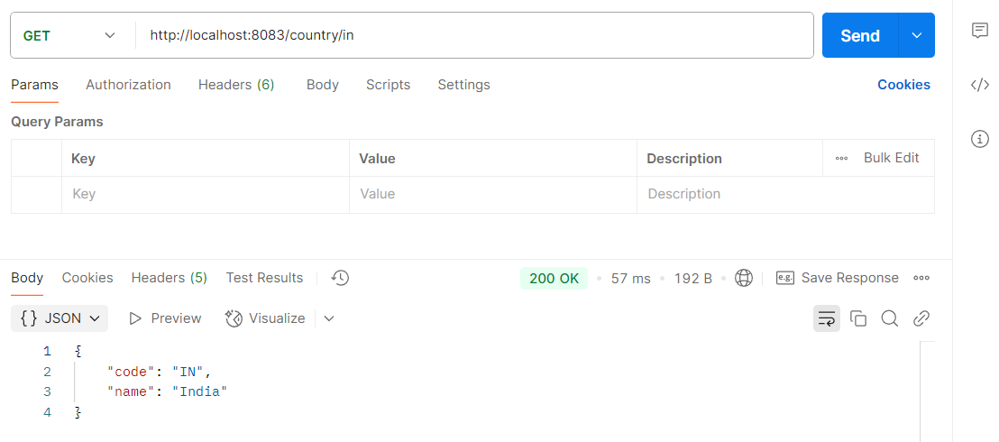 GET http://localhost:8083/country/in Send
Params Authorization Headers (6) Body Scripts Settings Cookies
Query Params
Key Value Description Bulk Edit
Key Value Description
Body Cookies Headers (5) Test Results 200 OK 57 ms 192 B e.g. Save Response
{} JSON Preview Visualize
1 {
2 "code": "IN",
3 "name": "India"
4 }